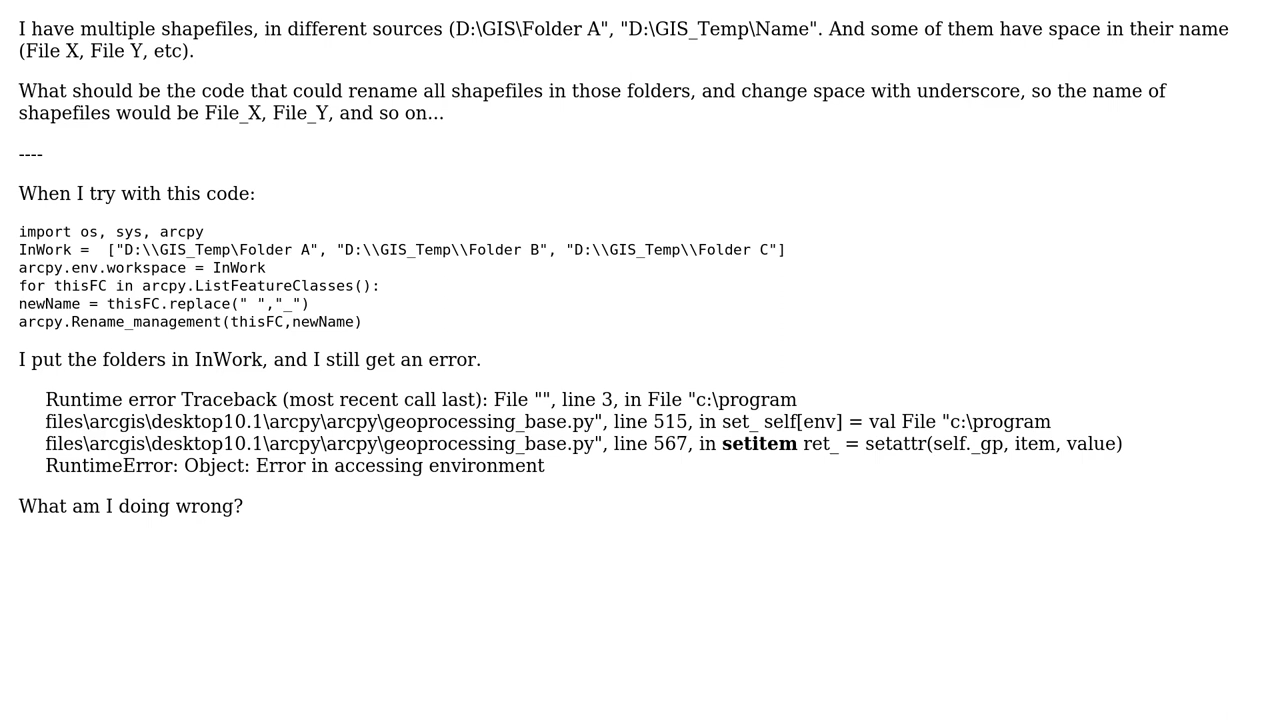 I have multiple shapefiles, in different sources (D:\GIS\Folder A", "D:\GIS_Temp\Name". And some of them have space in their name
(File X, File Y, etc).
What should be the code that could rename all shapefiles in those folders, and change space with underscore, so the name of
shapefiles would be File_X, File_Y, and so on...
----
When I try with this code:
import os, sys, arcpy
InWork =  ["D:\\GIS_Temp\Folder A", "D:\\GIS_Temp\\Folder B", "D:\\GIS_Temp\\Folder C"]
arcpy.env.workspace = InWork
for thisFC in arcpy.ListFeatureClasses():
newName = thisFC.replace(" ","_")
arcpy.Rename_management(thisFC,newName)
I put the folders in InWork, and I still get an error.
Runtime error Traceback (most recent call last): File "", line 3, in File "c:\program
files\arcgis\desktop10.1\arcpy\arcpy\geoprocessing_base.py", line 515, in set_ self[env] = val File "c:\program
files\arcgis\desktop10.1\arcpy\arcpy\geoprocessing_base.py", line 567, in setitem ret_ = setattr(self._gp, item, value)
RuntimeError: Object: Error in accessing environment
What am I doing wrong?